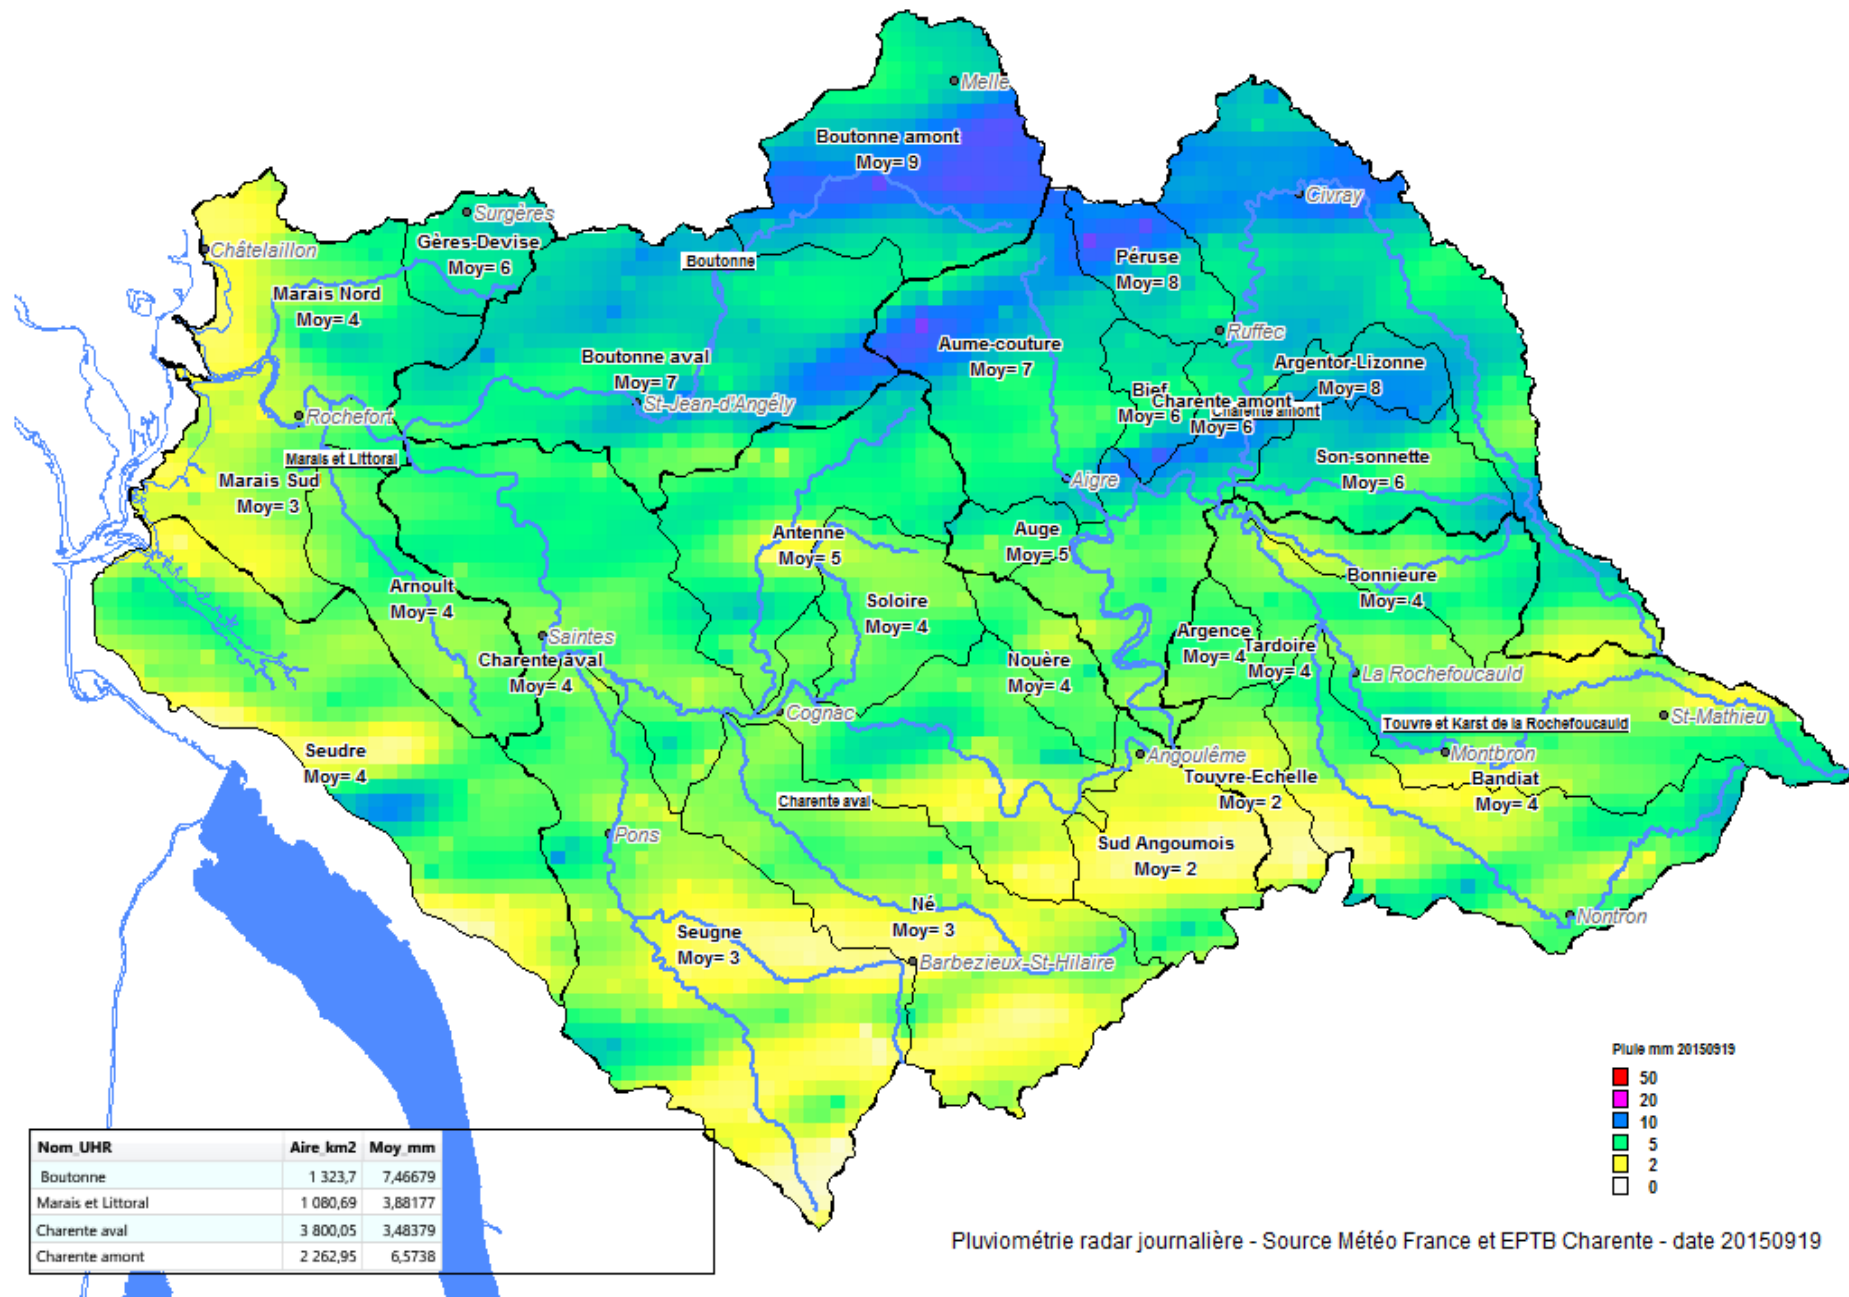 Melle
Boutonne amont
Moy= 9
Civray
Surgères
Châtelaillon
Gères-Devise
Moy= 6
Boutonne
Péruse
Moy= 8
Marais Nord
Moy= 4
Ruffec
Boutonne aval
Moy= 7
Aume-couture
Moy= 7
Argentor-Lizonne
Moy= 8
St-Jean-d'Angély
Bief
Moy= 6
Charente amont
Moy= 6
Charente amont
Rochefort
Marais et Littoral
Marais Sud
Moy= 3
Son-sonnette
Moy= 6
Aigre
Antenne
Moy= 5
Auge
Moy= 5
Arnoult
Moy= 4
Bonnieure
Moy= 4
Soloire
Moy= 4
Saintes
Argence
Moy= 4
Tardoire
Moy= 4
Charente aval
Moy= 4
Nouère
Moy= 4
La Rochefoucauld
Cognac
Touvre et Karst de la Rochefoucauld
St-Mathieu
Seudre
Moy= 4
Angoulême
Montbron
Touvre-Echelle
Moy= 2
Bandiat
Moy= 4
Charente aval
Pons
Sud Angoumois
Moy= 2
Né
Moy= 3
Nontron
Seugne
Moy= 3
Barbezieux-St-Hilaire
Pluie mm 20150919
50
20
10
5
2
0
Nom_UHR Aire_km2 Moy_mm
Boutonne 1 323,7 7,46679
Marais et Littoral 1 080,69 3,88177
Charente aval 3 800,05 3,48379
Charente amont 2 262,95 6,5738
Pluviométrie radar journalière - Source Météo France et EPTB Charente - date 20150919